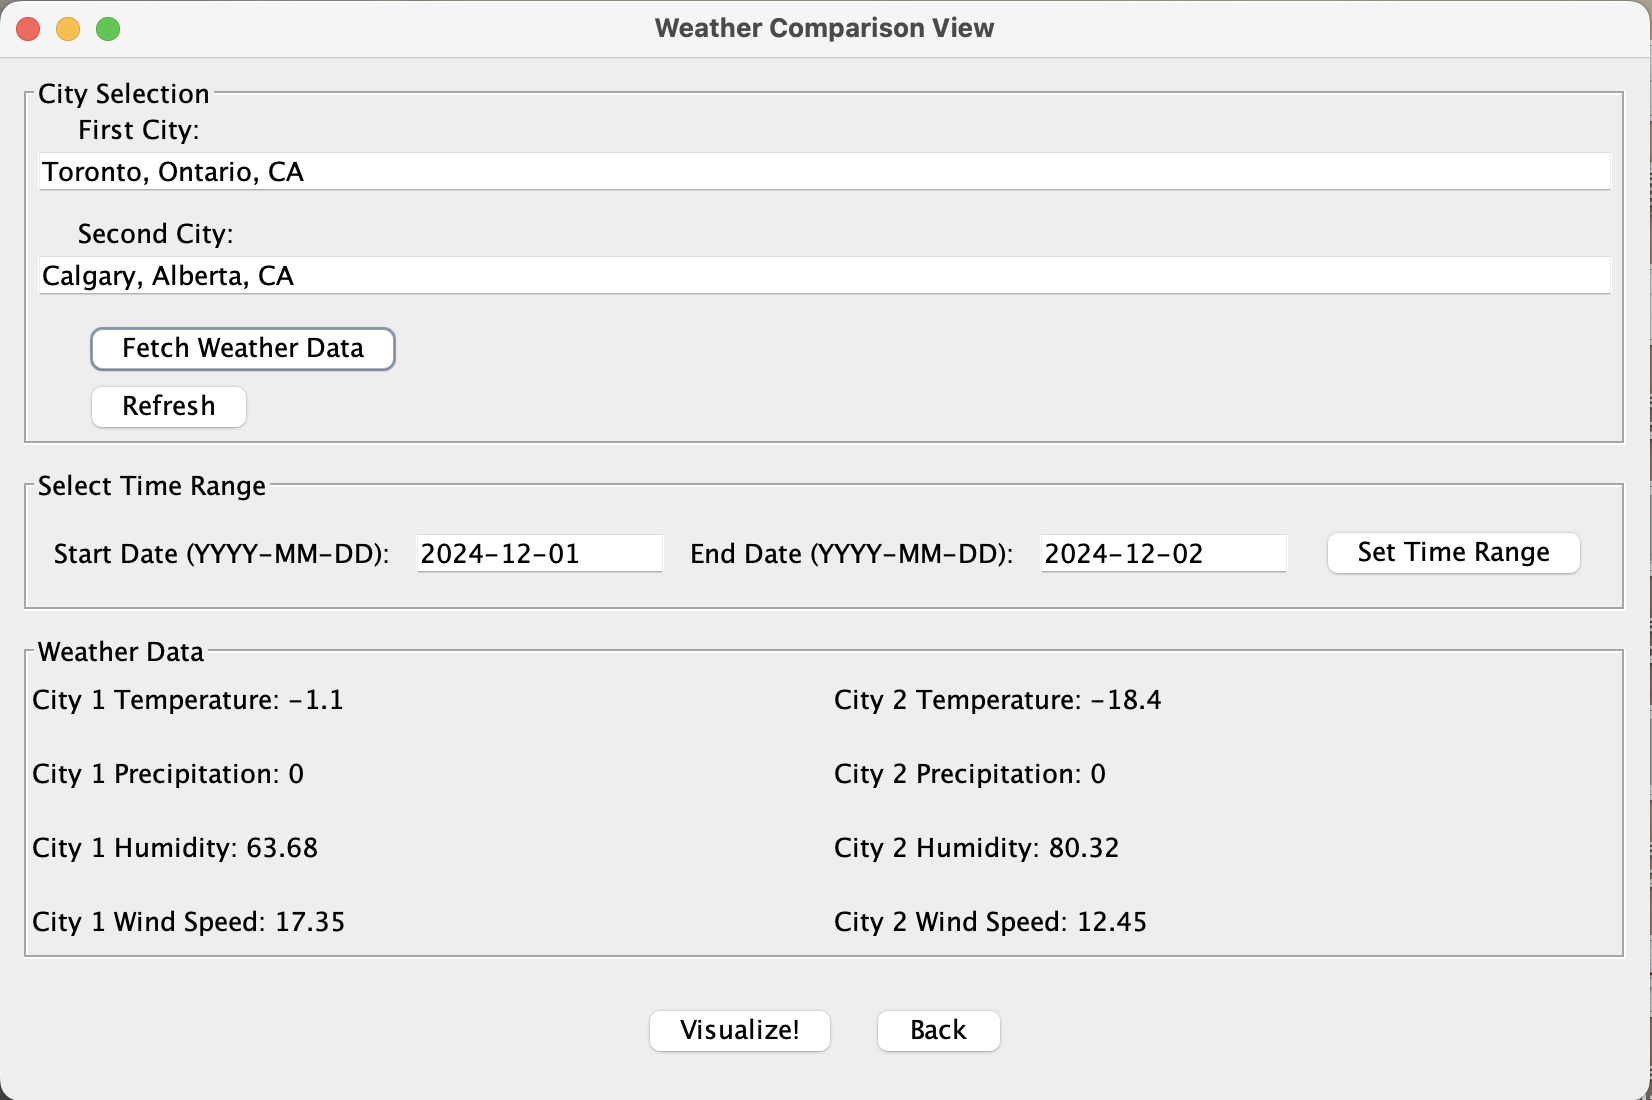 Weather Comparison View
City Selection
First City:
Toronto, Ontario, CA
Second City:
Calgary, Alberta, CA
Fetch Weather Data
Refresh
Select Time Range
Start Date (YYYY-MM-DD): 2024-12-01 End Date (YYYY-MM-DD): 2024-12-02 Set Time Range
Weather Data
City 1 Temperature: -1.1 City 2 Temperature: -18.4
City 1 Precipitation: 0 City 2 Precipitation: 0
City 1 Humidity: 63.68 City 2 Humidity: 80.32
City 1 Wind Speed: 17.35 City 2 Wind Speed: 12.45
Visualize! Back